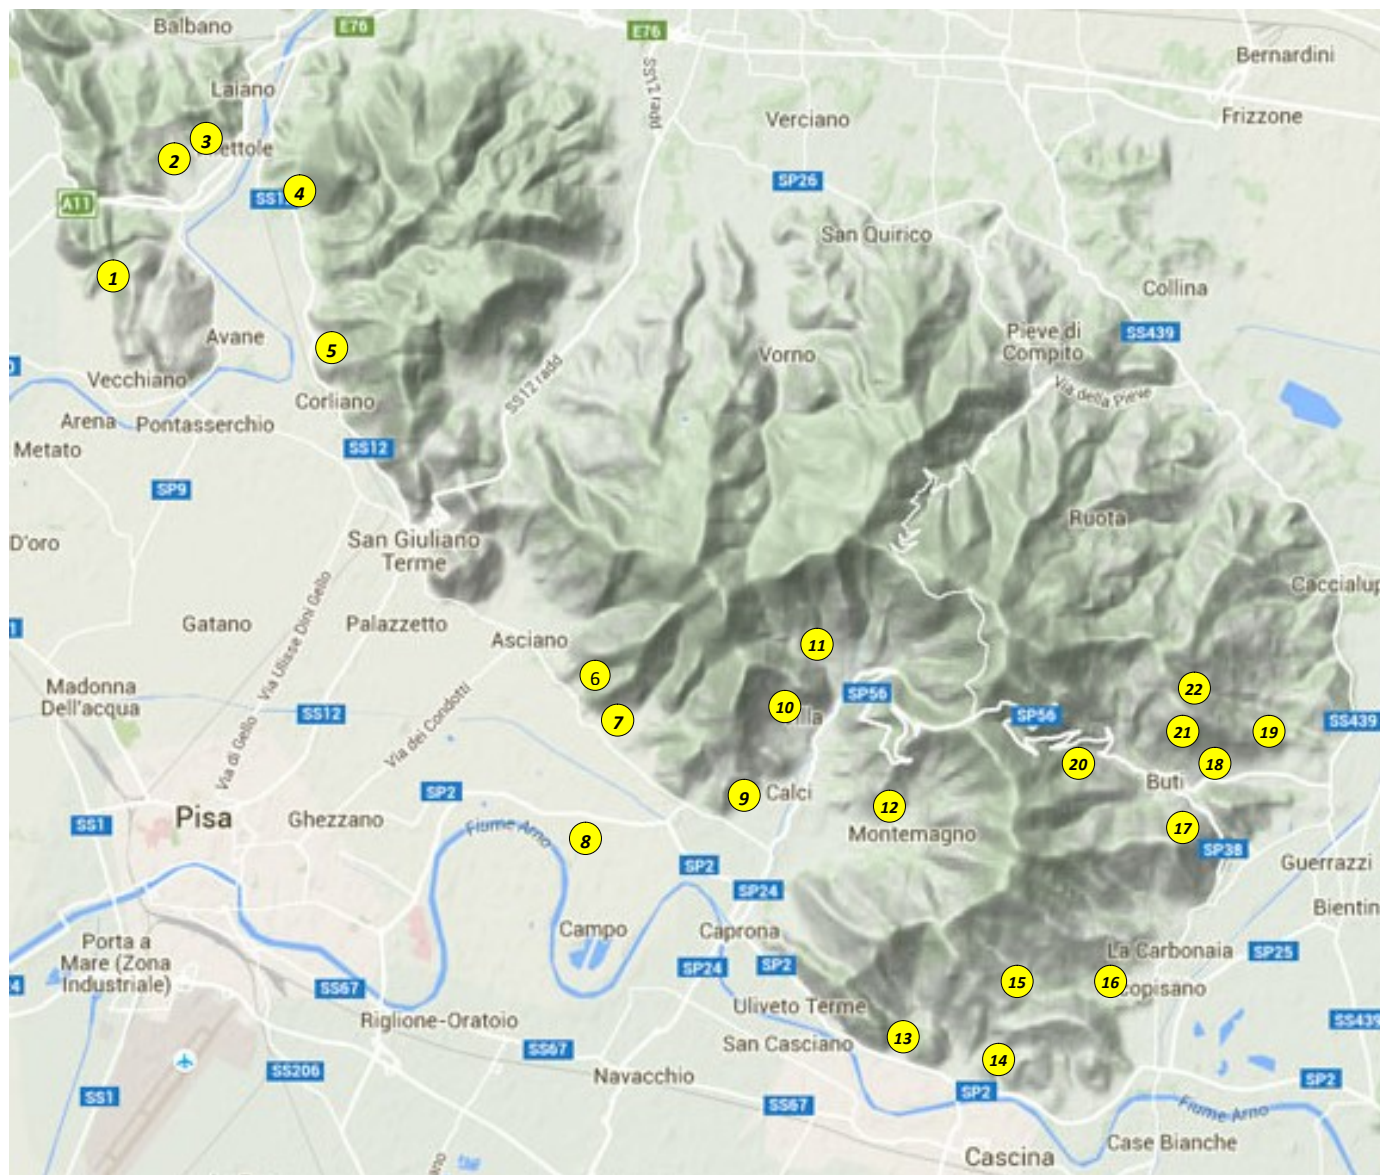 Balbano
E76
E76
Bernardini
Laiano
SS12 radd
Frizzone
Verciano
3
ettole
2
SP26
4
SS1
A11
San Quirico
1
Collina
Avane
5
Pieve di
Compito
SS439
Vorno
Vecchiano
SS12 radd
Via della Pieve
Corliano
Arena
Pontasserchio
Metato
SS12
SP9
Ruota
D'oro
San Giuliano
Terme
Via Ulisse Dini Gello
Caccialup
Gatano
Palazzetto
Asciano
11
6
Madonna
Dell'acqua
SP56
22
10
lla
SS12
7
SP56
SS439
Via di Gello
Via dei Condotti
21
19
20
18
Buti
SP2
9
Calci
12
Pisa
Ghezzano
SS1
Fiume Arno
8
Montemagno
17
SP38
SP2
Guerrazzi
SP24
Bientin
Campo
Caprona
Porta a
Mare (Zona
Industriale)
La Carbonaia
SP25
SP24
SP2
15
16
copisano
4
SS67
Uliveto Terme
Riglione-Oratoio
SS439
San Casciano
13
SS67
14
SS206
Navacchio
SP2
SP2
SS1
SS67
Fiume Arno
Case Bianche
Cascina
ano